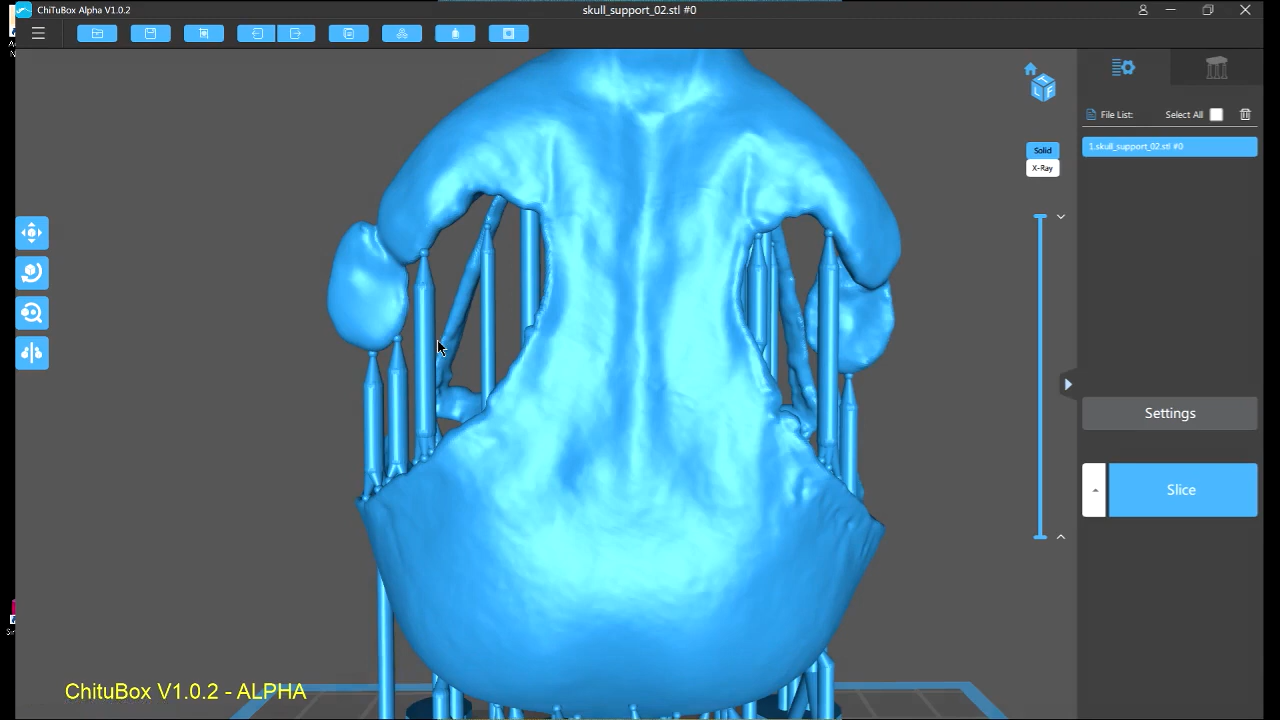 ChiTuBox Alpha V1.0.2
skull_support_02.stl #0
File List:
Select All
1.skull_support_02.stl #0
Solid
X-Ray
T
L F
Settings
Slice
ChituBox V1.0.2 - ALPHA